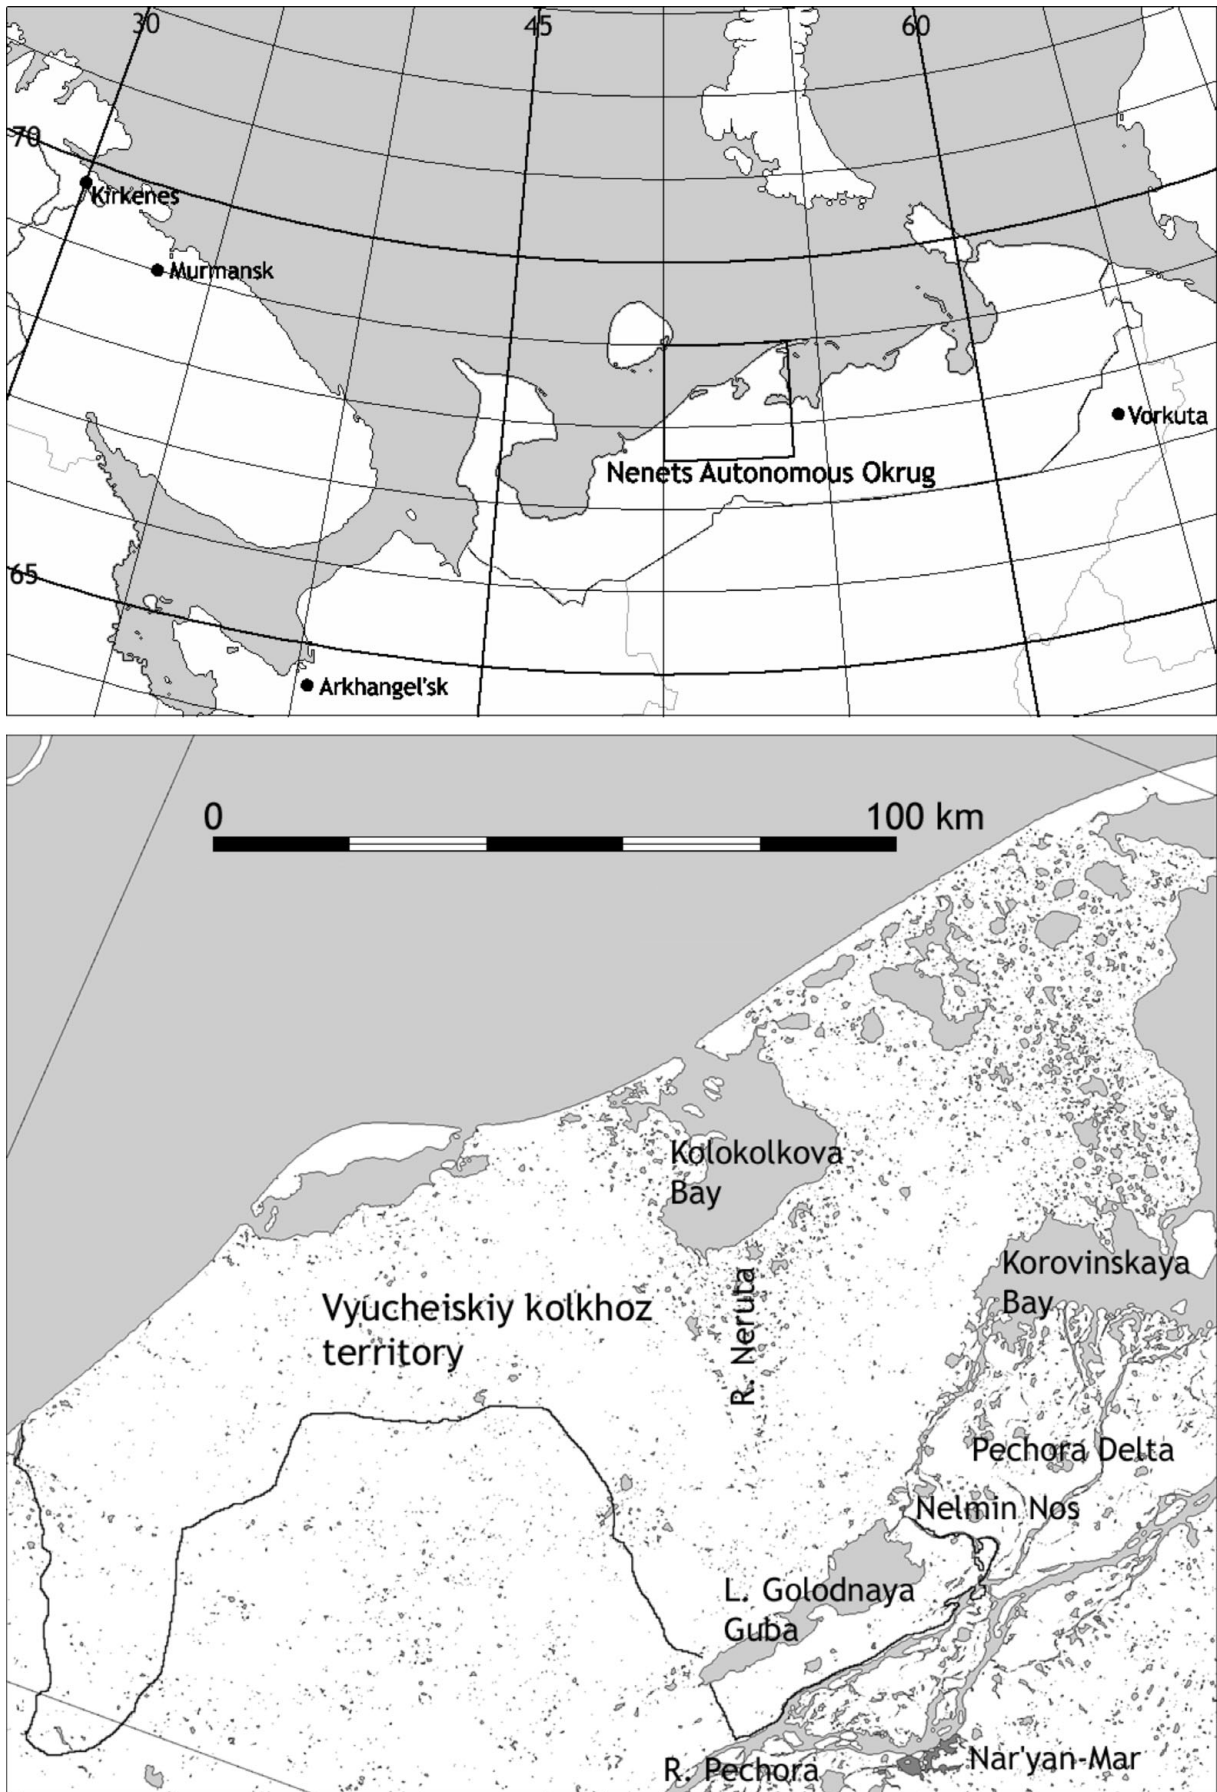 30
45
60
70
Kirkenes
Murmansk
Vorkuta
Nenets Autonomous Okrug
65
Arkhangel'sk
0
100 km
Kolokolkova
Bay
Korovinskaya
Bay
R. Neruta
Vyucheiskiy kolkhoz
territory
Pechora Delta
Nelmin Nos
L. Golodnaya
Guba
Nar'yan-Mar
R. Pechora